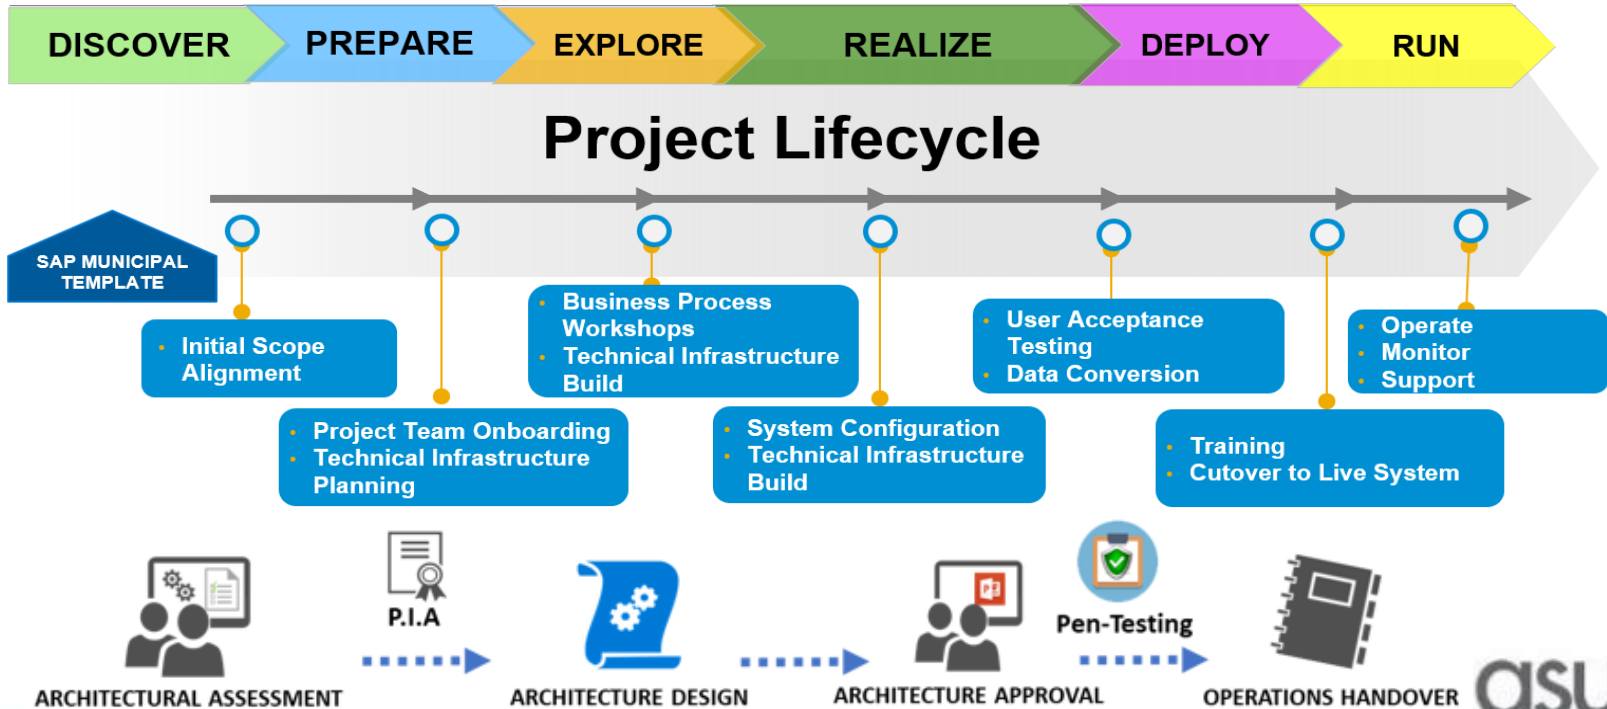 DISCOVER
PREPARE
EXPLORE
REALIZE
DEPLOY
RUN
Project Lifecycle
SAP MUNICIPAL
TEMPLATE
• Initial Scope
Alignment
• Project Team Onboarding
• Technical Infrastructure
Planning
• Business Process
Workshops
• Technical Infrastructure
Build
• System Configuration
• Technical Infrastructure
Build
• User Acceptance
Testing
• Data Conversion
• Training
• Cutover to Live System
• Operate
• Monitor
• Support
P.I.A
Pen-Testing
ARCHITECTURAL ASSESSMENT
ARCHITECTURE DESIGN
ARCHITECTURE APPROVAL
OPERATIONS HANDOVER